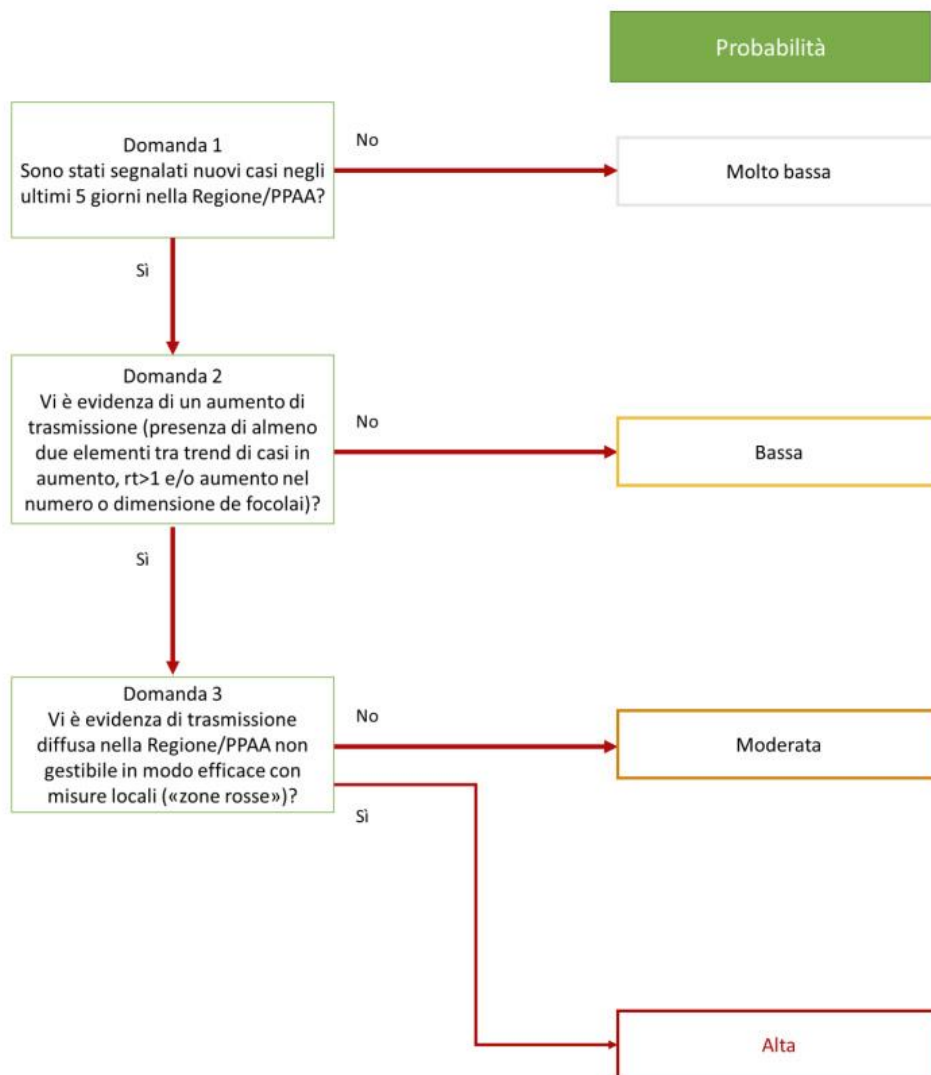 Probabilità
Domanda 1
Sono stati segnalati nuovi casi negli
ultimi 5 giorni nella Regione/PPAA?
No
Molto bassa
Sì
Domanda 2
Vi è evidenza di un aumento di
trasmissione (presenza di almeno
due elementi tra trend di casi in
aumento, rt>1 e/o aumento nel
numero o dimensione de focolai)?
No
Bassa
Sì
Domanda 3
Vi è evidenza di trasmissione
diffusa nella Regione/PPAA non
gestibile in modo efficace con
misure locali («zone rosse»)?
No
Moderata
Sì
Alta